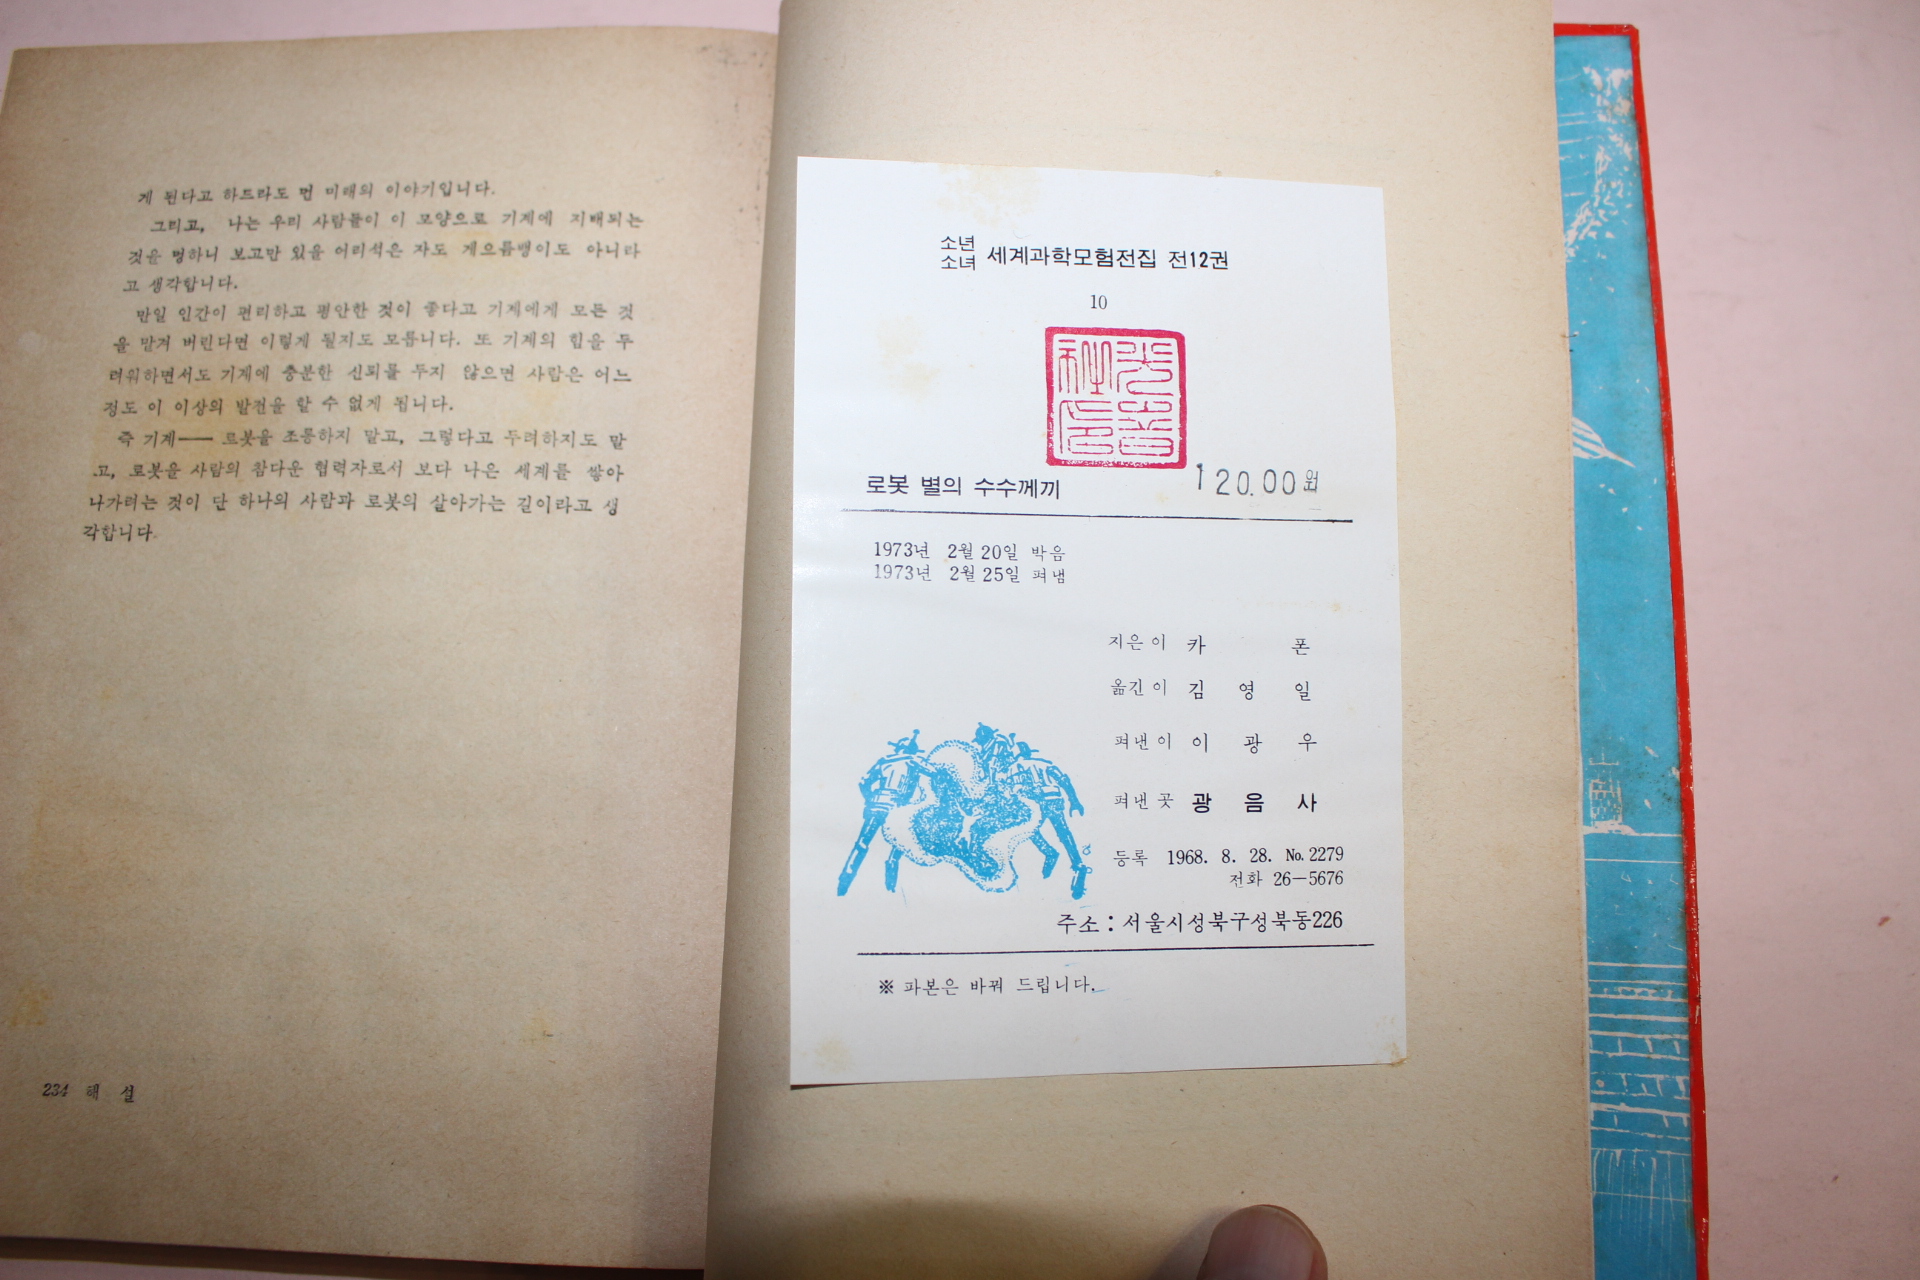 게 된다고 하드라도 먼 미래의 이야기입니다.
그리고, 나는 우리 사람들이 이 모양으로 기계에 지배되는
것을 멍하니 보고만 있을 어리석은 자도 게으름뱅이도 아니라
고 생각합니다.
만일 인간이 편리하고 평안한 것이 좋다고 기계에게 모든 것
을 맡겨 버린다면 이렇게 될지도 모릅니다. 또 기계의 힘을 두
려워하면서도 기계에 충분한 신뢰를 두지 않으면 사람은 어느
정도 이 이상의 발전을 할 수 없게 됩니다.
즉 기계── 로봇을 조롱하지 말고, 그렇다고 두려하지도 말
고, 로봇을 사람의 참다운 협력자로서 보다 나은 세계를 쌓아
나가려는 것이 단 하나의 사람과 로봇의 살아가는 길이라고 생
각합니다.
234 해 설
소년
소녀 세계과학모험전집 전12권
10
光音
社印
로봇 별의 수수께끼 120.00원
1973년 2월 20일 박음
1973년 2월 25일 펴냄
지은이 카 폰
옮긴이 김 영 일
펴낸이 이 광 우
펴낸곳 광 음 사
등록 1968. 8. 28. No. 2279
전화 26-5676
주소 : 서울시성북구성북동226
※ 파본은 바꿔 드립니다.